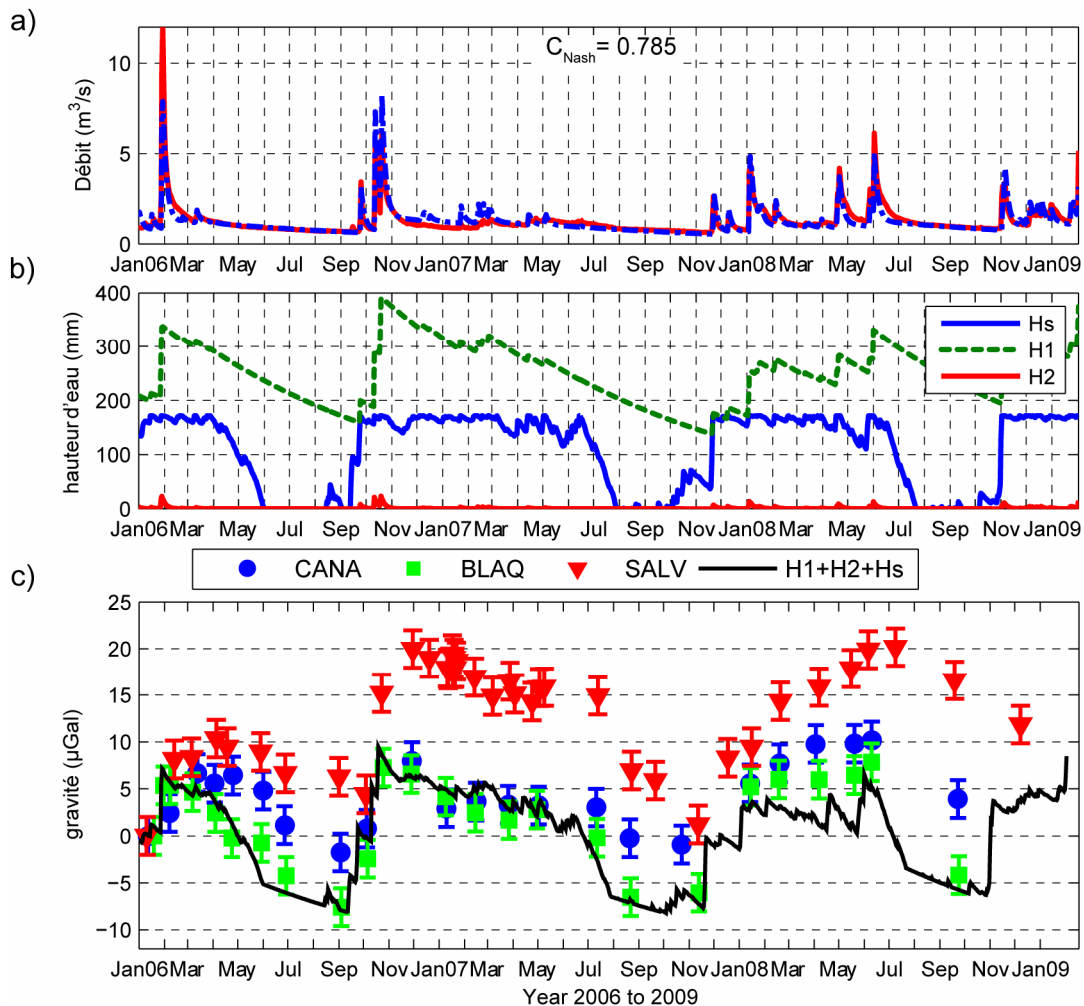 a)
C_Nash = 0.785
Débit (m³/s)
10
5
0
Jan06 Mar May Jul Sep Nov Jan07 Mar May Jul Sep Nov Jan08 Mar May Jul Sep Nov Jan09
b)
hauteur d'eau (mm)
400
300
200
100
0
Hs
H1
H2
Jan06 Mar May Jul Sep Nov Jan07 Mar May Jul Sep Nov Jan08 Mar May Jul Sep Nov Jan09
c)
CANA BLAQ SALV H1+H2+Hs
gravité (µGal)
25
20
15
10
5
0
−5
−10
Jan06 Mar May Jul Sep Nov Jan07 Mar May Jul Sep Nov Jan08 Mar May Jul Sep Nov Jan09
Year 2006 to 2009